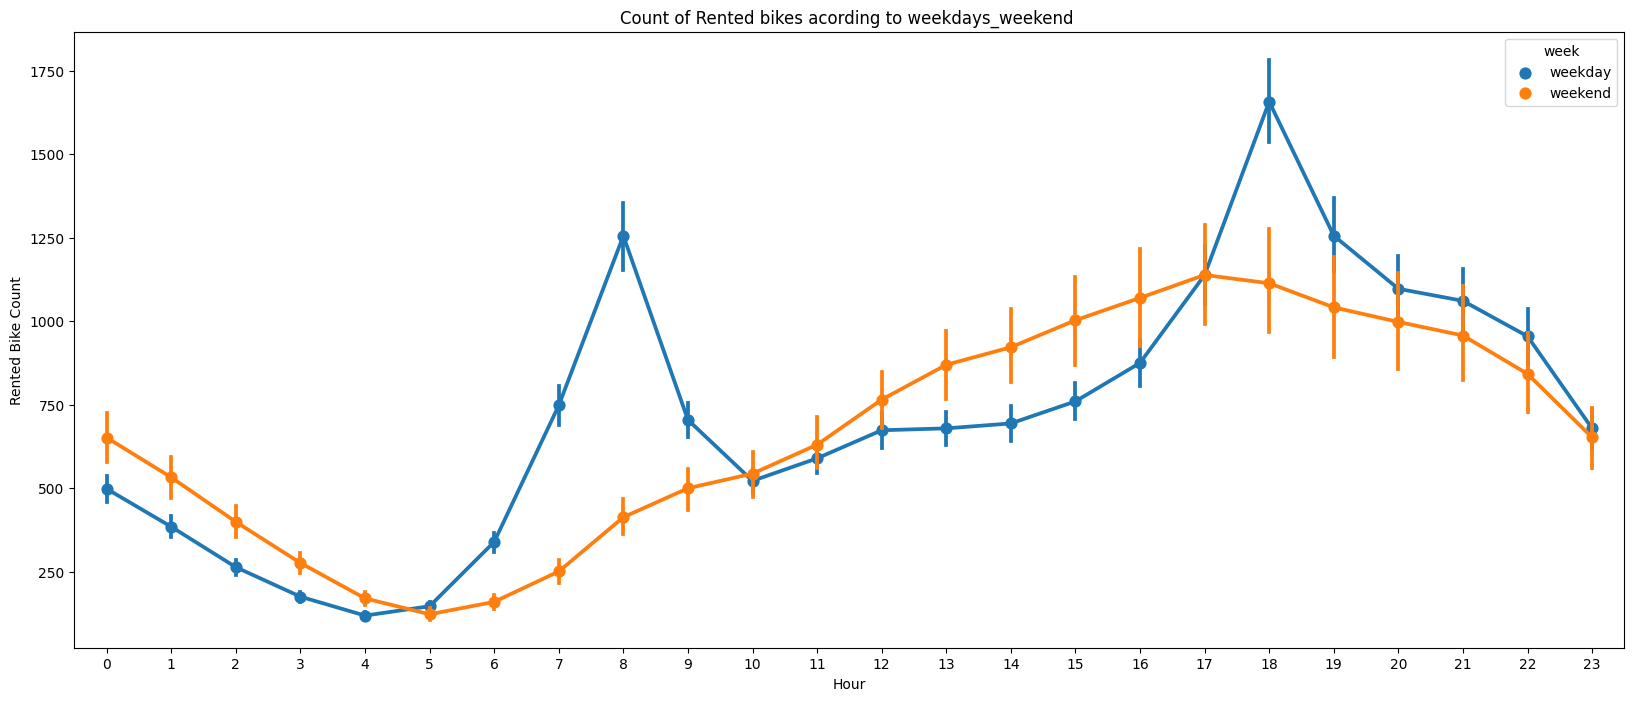 Count of Rented bikes acording to weekdays_weekend
week
weekday
weekend
Rented Bike Count
1750
1500
1250
1000
750
500
250
0 1 2 3 4 5 6 7 8 9 10 11 12 13 14 15 16 17 18 19 20 21 22 23
Hour